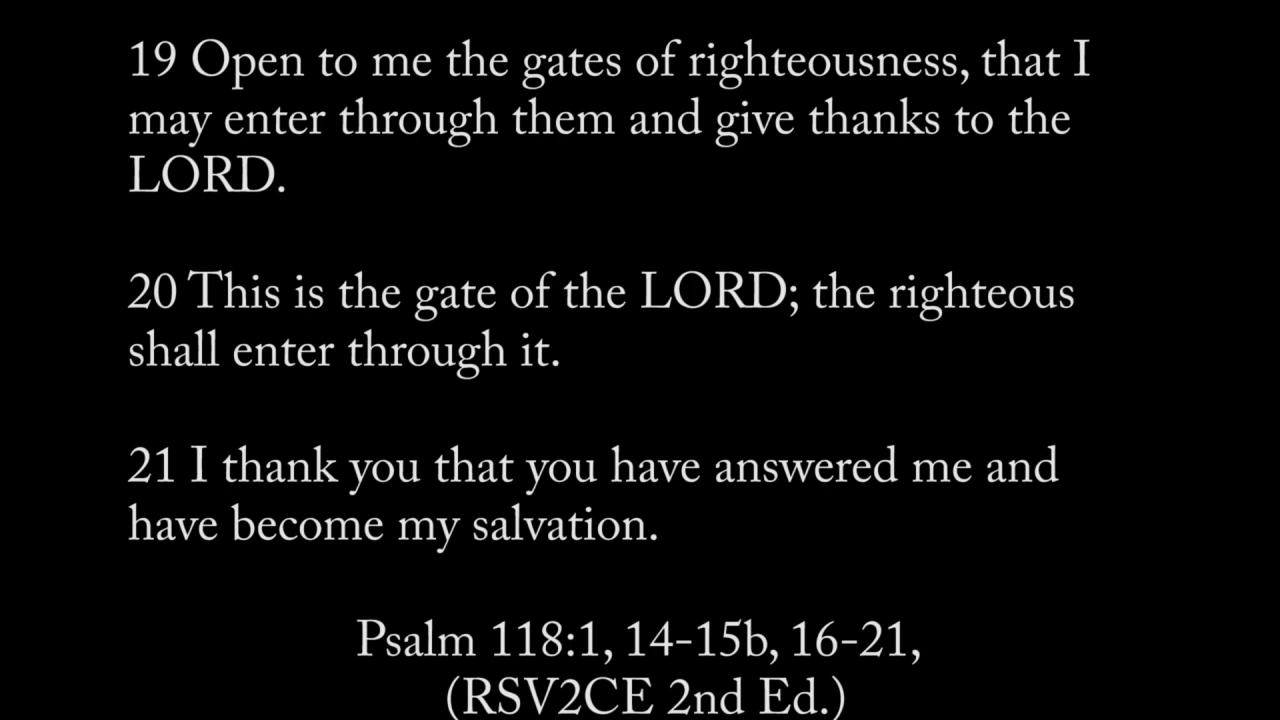 19 Open to me the gates of righteousness, that I
may enter through them and give thanks to the
LORD.
20 This is the gate of the LORD; the righteous
shall enter through it.
21 I thank you that you have answered me and
have become my salvation.
Psalm 118:1, 14-15b, 16-21,
(RSV2CE 2nd Ed.)